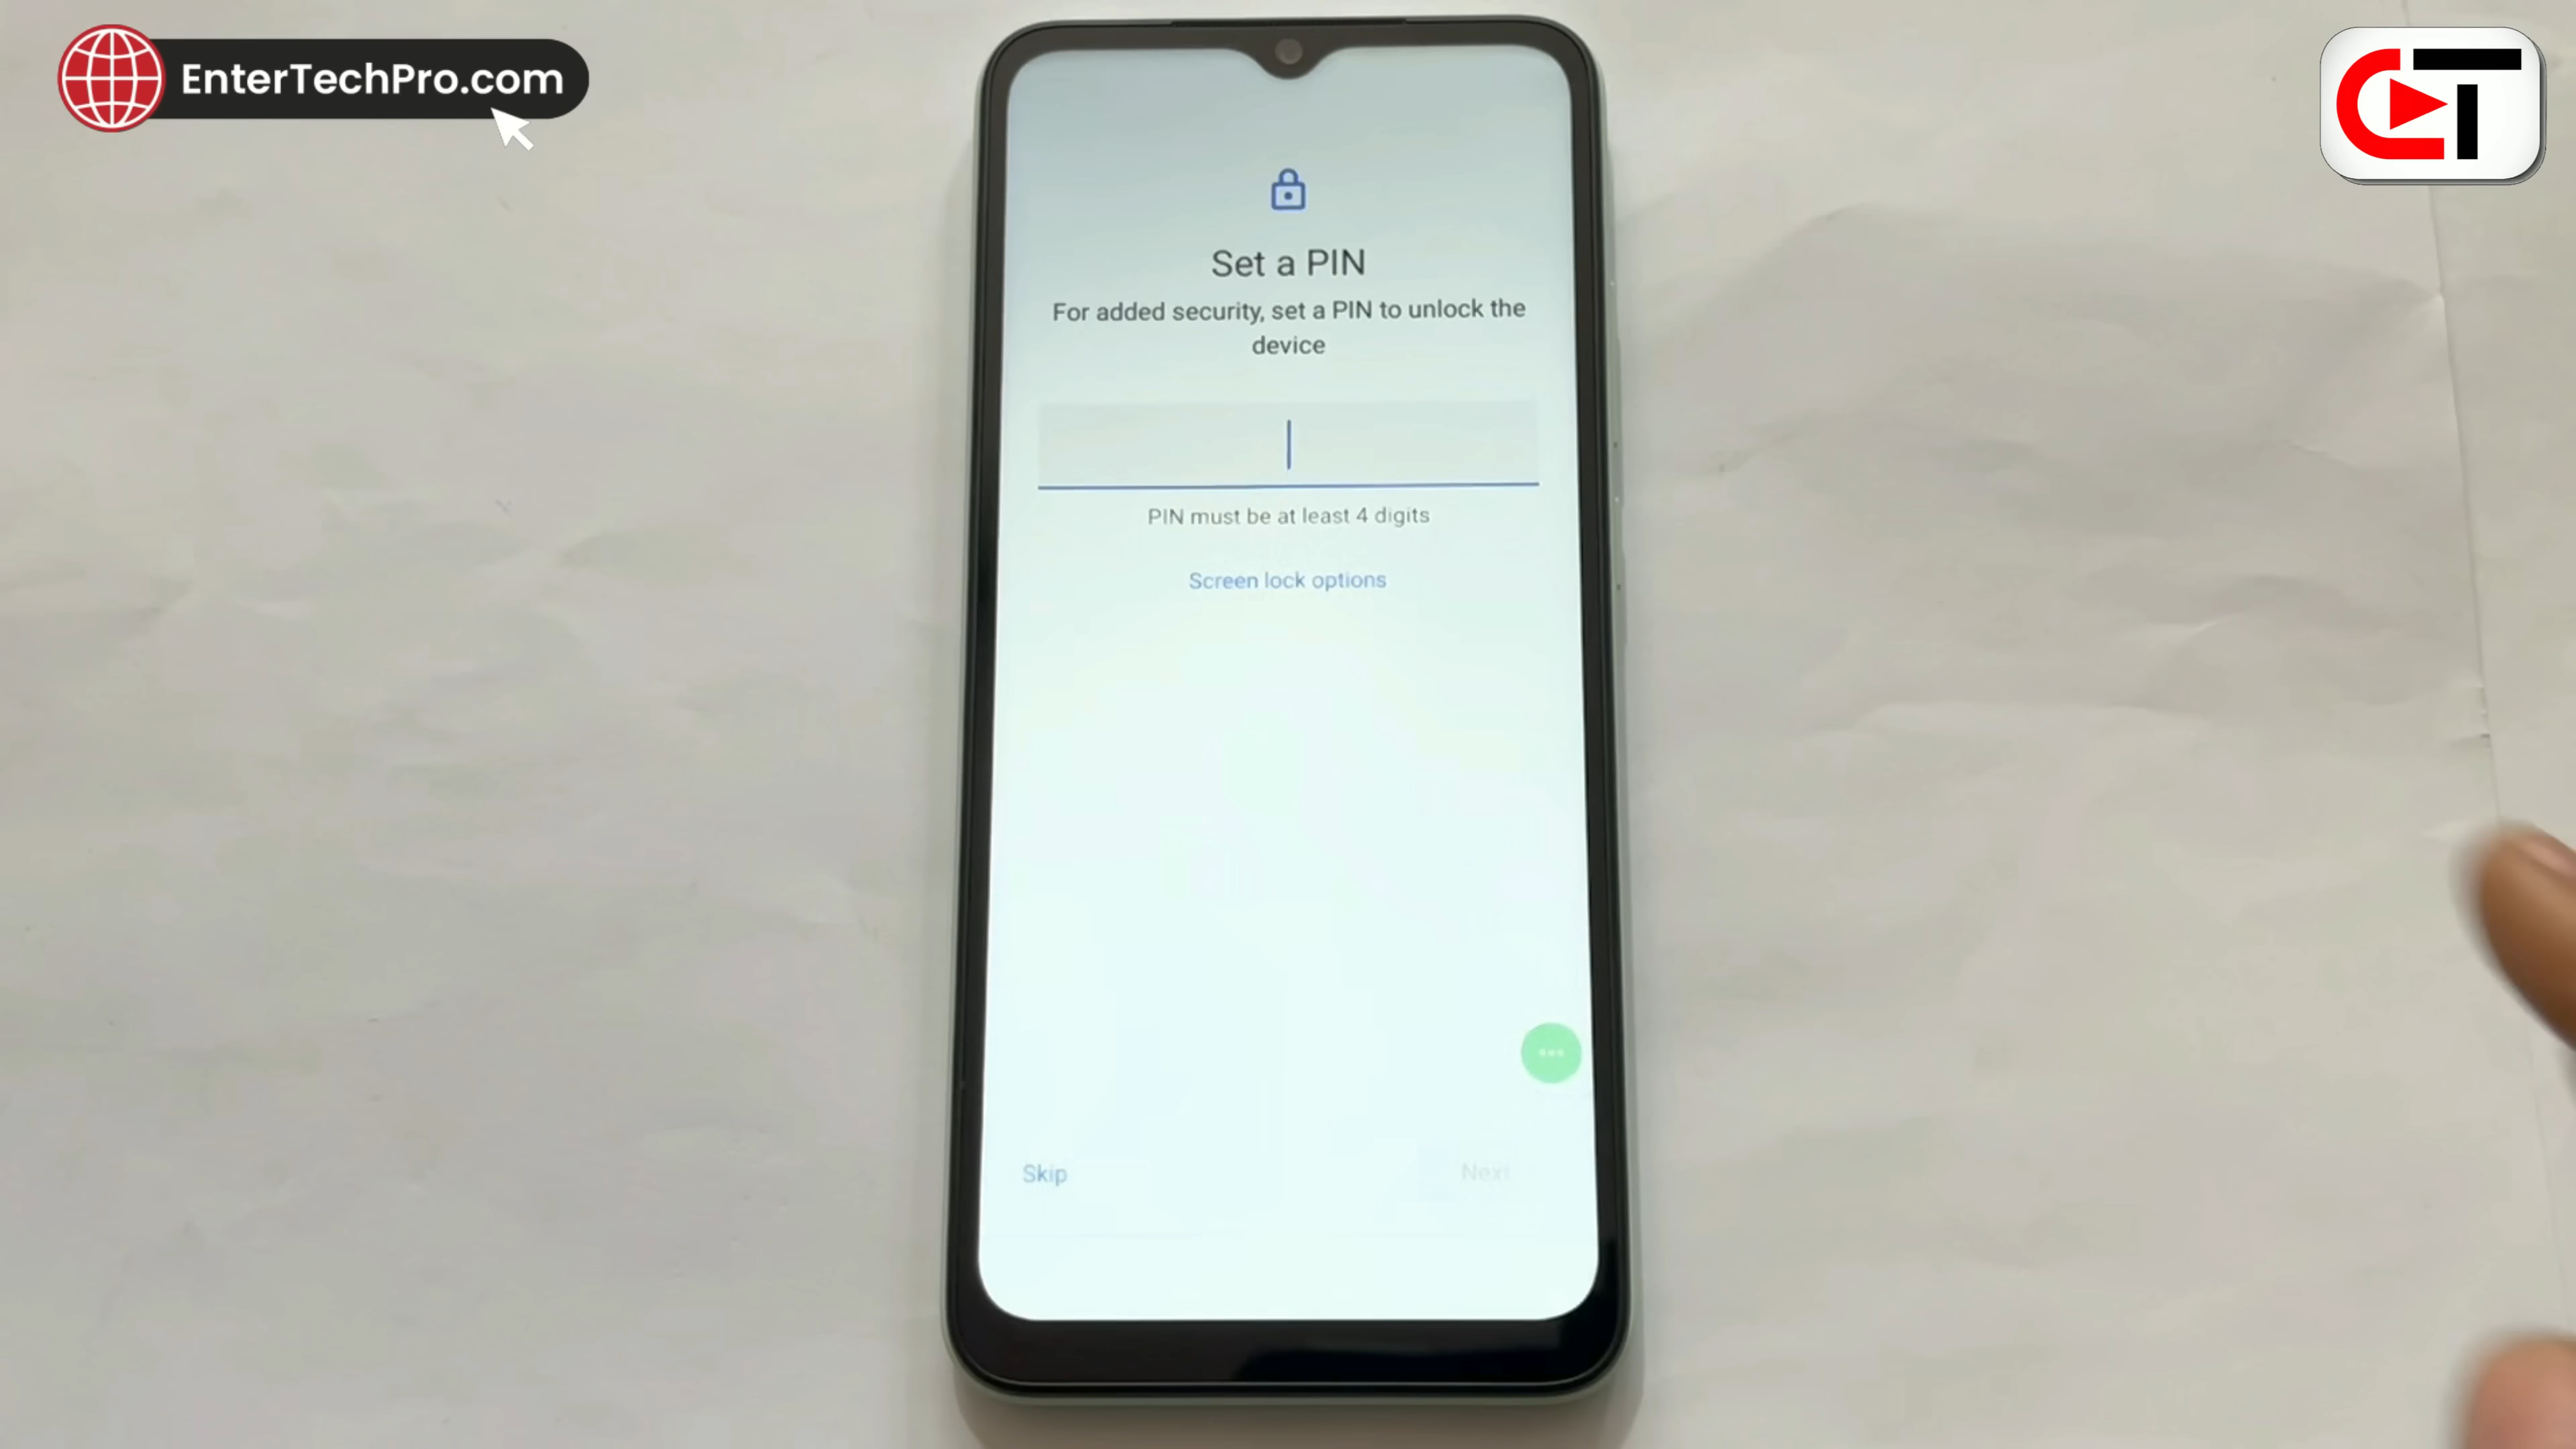 EnterTechPro.com
Set a PIN
For added security, set a PIN to unlock the
device
PIN must be at least 4 digits
Screen lock options
Skip
Next